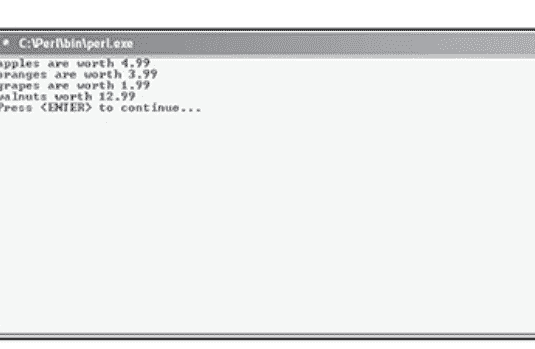 C:\Perl\bin\perl.exe
apples are worth 4.99
oranges are worth 3.99
grapes are worth 1.99
walnuts worth 12.99
Press <ENTER> to continue...